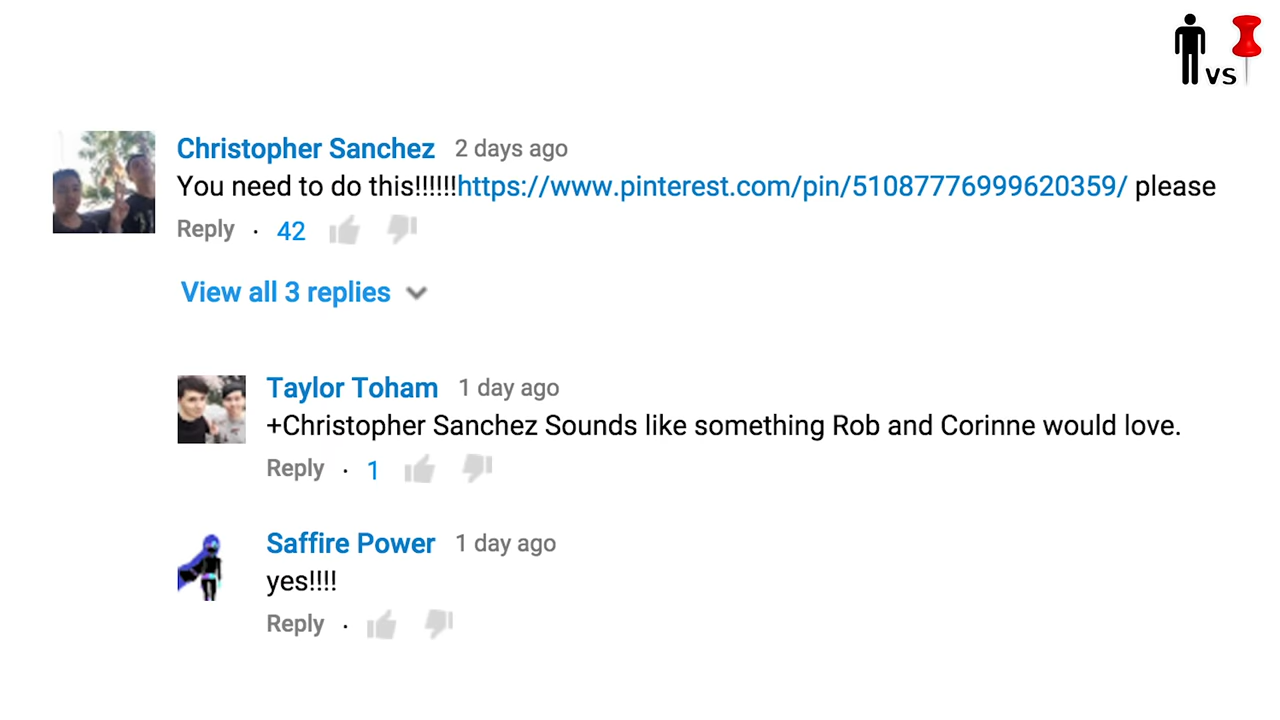 vs
Christopher Sanchez 2 days ago
You need to do this!!!!!!https://www.pinterest.com/pin/51087776999620359/ please
Reply · 42
View all 3 replies
Taylor Toham 1 day ago
+Christopher Sanchez Sounds like something Rob and Corinne would love.
Reply · 1
Saffire Power 1 day ago
yes!!!!
Reply ·